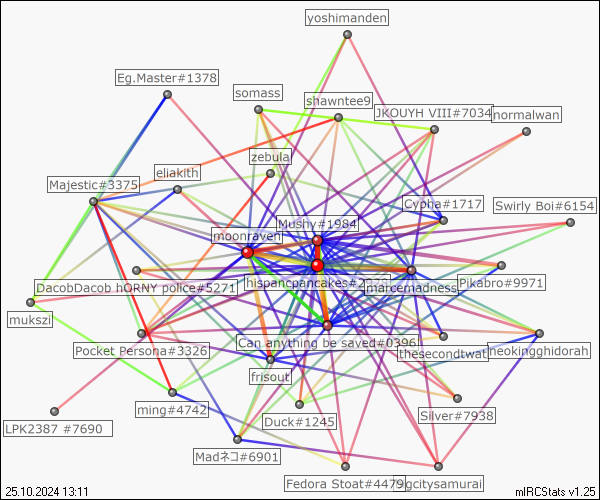 yoshimanden
Eg.Master#1378
somass
shawntee9
JKOUYH VIII#7034
normalwan
zebula
eliakith
Majestic#3375
Cypha#1717
Swirly Boi#6154
Mushy#1984
moonraven
DacobDacob hORNY police#5271
hispancpancakes#2
marcemadness
Pikabro#9971
mukszi
Can anything be saved#0396
Pocket Persona#3326
thesecondtwat
neokingghidorah
frisout
ming#4742
Silver#7938
LPK2387 #7690
Duck#1245
Madネコ#6901
Fedora Stoat#4479
gcitysamurai
25.10.2024 13:11
mIRCStats v1.25